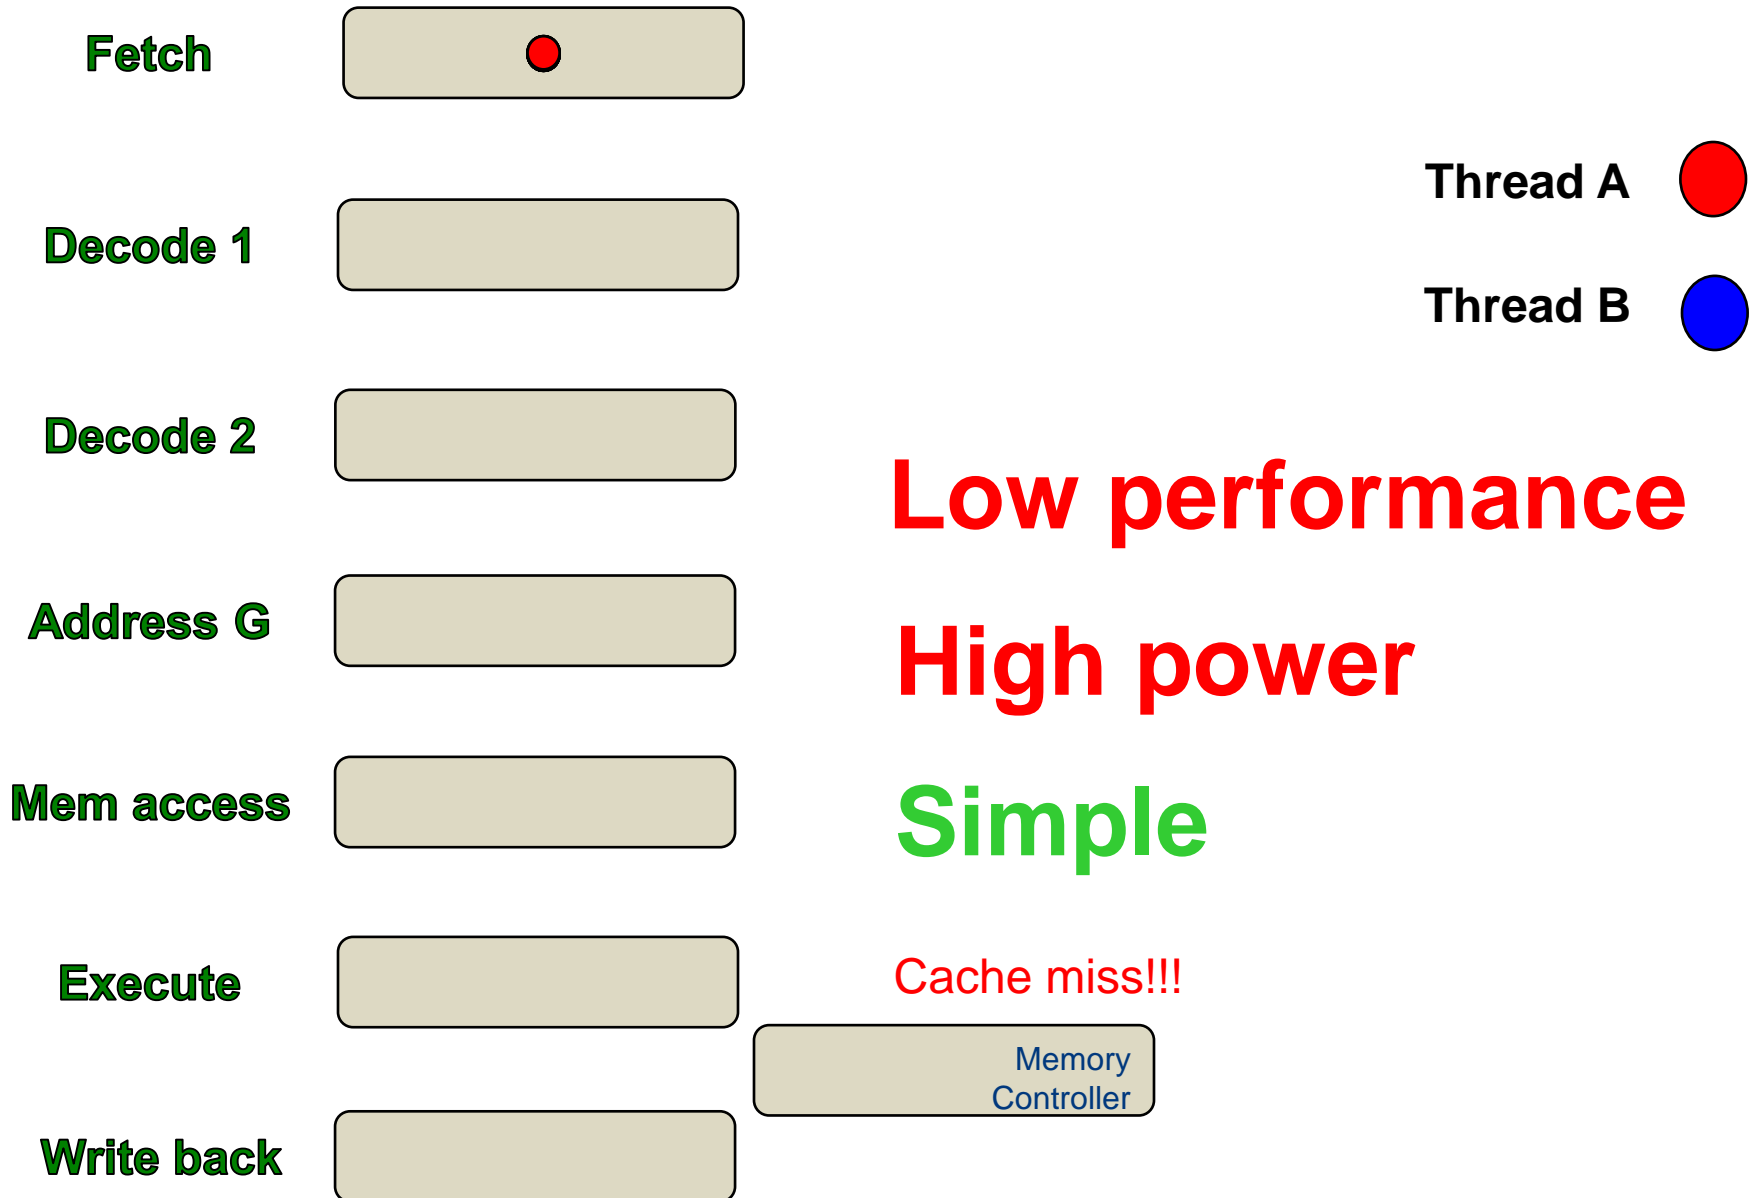 Fetch
Thread A
Decode 1
Thread B
Decode 2
Low performance
Address G
High power
Mem access
Simple
Execute
Cache miss!!!
Memory
Controller
Write back